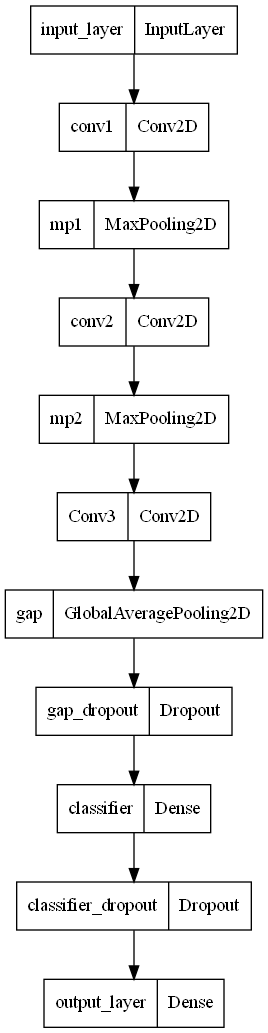 input_layer InputLayer
conv1 Conv2D
mp1 MaxPooling2D
conv2 Conv2D
mp2 MaxPooling2D
Conv3 Conv2D
gap GlobalAveragePooling2D
gap_dropout Dropout
classifier Dense
classifier_dropout Dropout
output_layer Dense